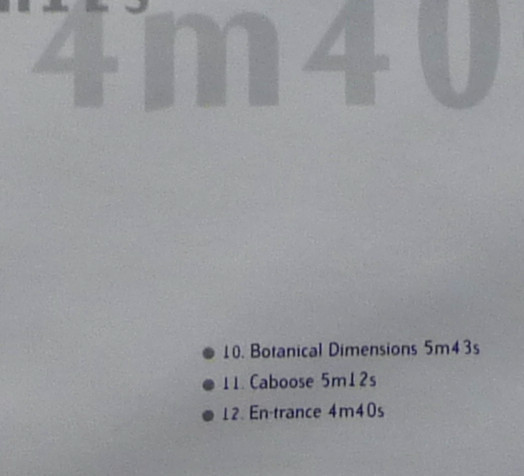 4m40
10. Botanical Dimensions 5m43s
11. Caboose 5m12s
12. En-trance 4m40s